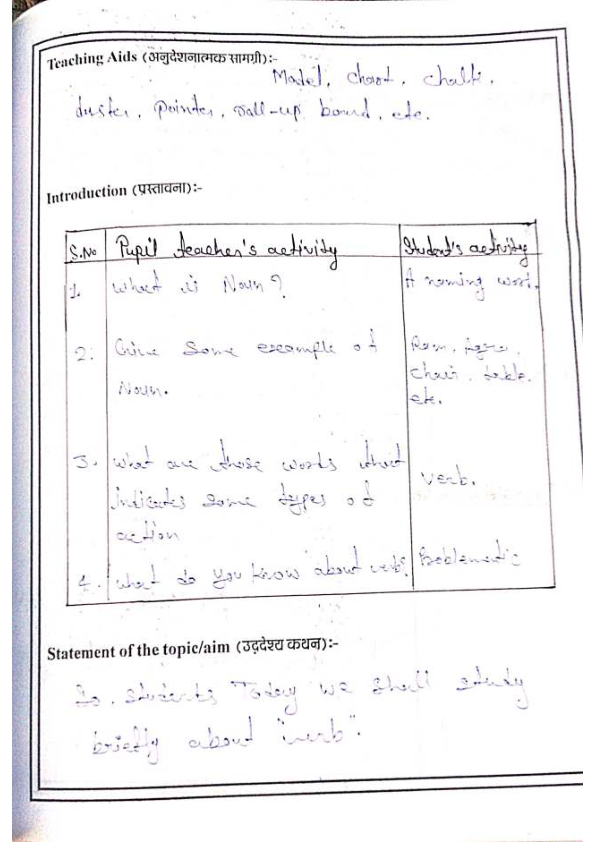 Teaching Aids (अनुदेशनात्मक सामग्री):-
Model, chart, chalk,
duster, pointer, roll-up board, etc.
Introduction (प्रस्तावना):-
S.No Pupil teacher's activity Student's activity
1. What is Noun? A naming word.
2. Give some example of Ram, Agra,
Noun. chair, table,
etc.
3. What are those words that verb.
indicates some types of
action
4. What do you know about verb? Problematic
Statement of the topic/aim (उद्देश्य कथन):-
So, students Today we shall study
briefly about "verb".